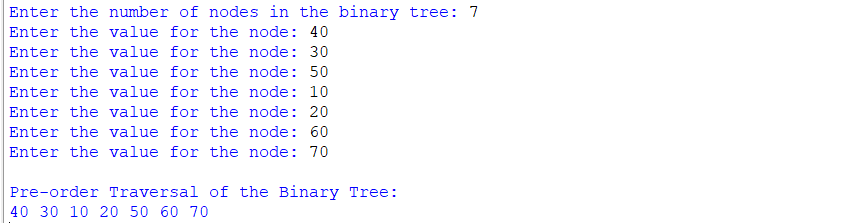 Enter the number of nodes in the binary tree: 7
Enter the value for the node: 40
Enter the value for the node: 30
Enter the value for the node: 50
Enter the value for the node: 10
Enter the value for the node: 20
Enter the value for the node: 60
Enter the value for the node: 70
Pre-order Traversal of the Binary Tree:
40 30 10 20 50 60 70